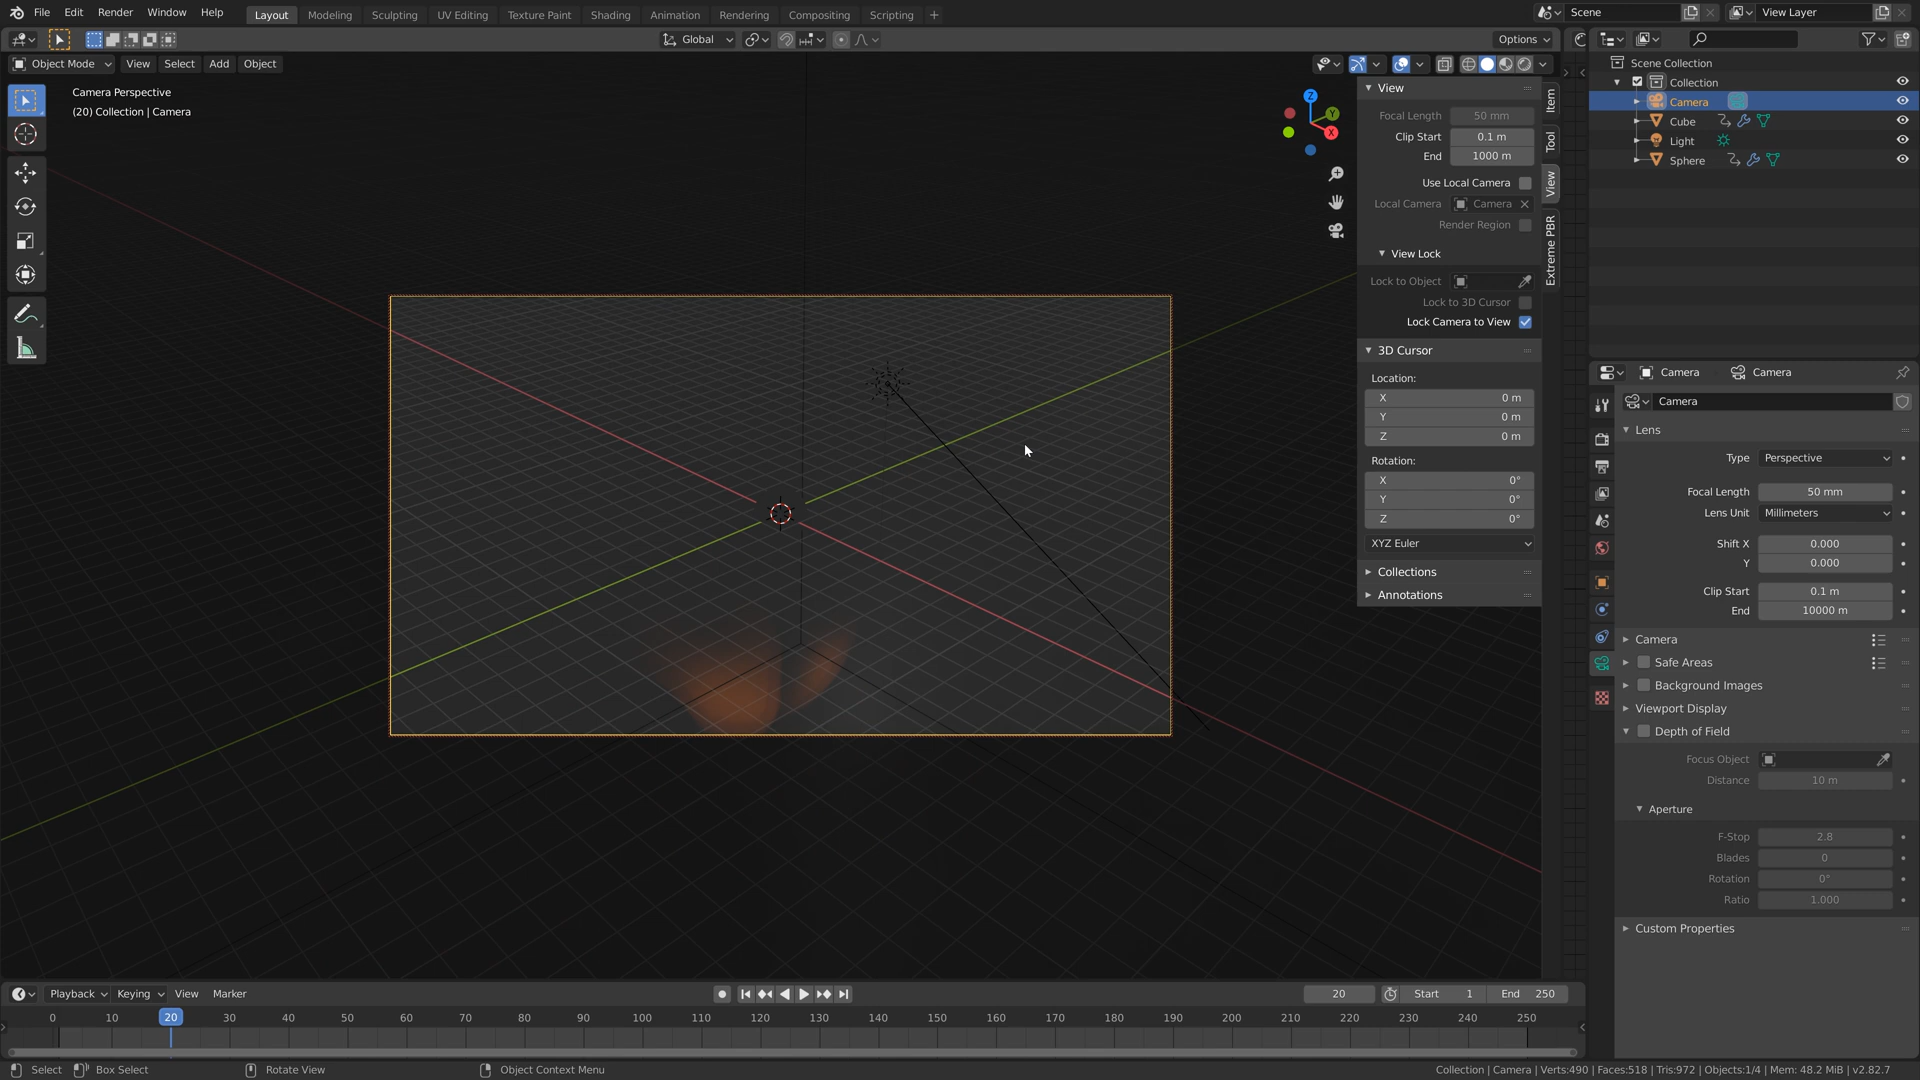 File Edit Render Window Help Layout Modeling Sculpting UV Editing Texture Paint Shading Animation Rendering Compositing Scripting + Scene View Layer
Global Options
Object Mode View Select Add Object
Camera Perspective
(20) Collection | Camera
Z
Y
X
View
Focal Length 50 mm
Clip Start 0.1 m
End 1000 m
Use Local Camera
Local Camera Camera
Render Region
View Lock
Lock to Object
Lock to 3D Cursor
Lock Camera to View
3D Cursor
Location:
X 0 m
Y 0 m
Z 0 m
Rotation:
X 0°
Y 0°
Z 0°
XYZ Euler
Collections
Annotations
Item
Tool
View
Extreme PBR
Scene Collection
Collection
Camera
Cube
Light
Sphere
Camera Camera
Camera
Lens
Type Perspective
Focal Length 50 mm
Lens Unit Millimeters
Shift X 0.000
Y 0.000
Clip Start 0.1 m
End 10000 m
Camera
Safe Areas
Background Images
Viewport Display
Depth of Field
Focus Object
Distance 10 m
Aperture
F-Stop 2.8
Blades 0
Rotation 0°
Ratio 1.000
Custom Properties
Playback Keying View Marker 20 Start 1 End 250
0 10 20 30 40 50 60 70 80 90 100 110 120 130 140 150 160 170 180 190 200 210 220 230 240 250
Select Box Select Rotate View Object Context Menu Collection | Camera | Verts:490 | Faces:518 | Tris:972 | Objects:1/4 | Mem: 48.2 MiB | v2.82.7